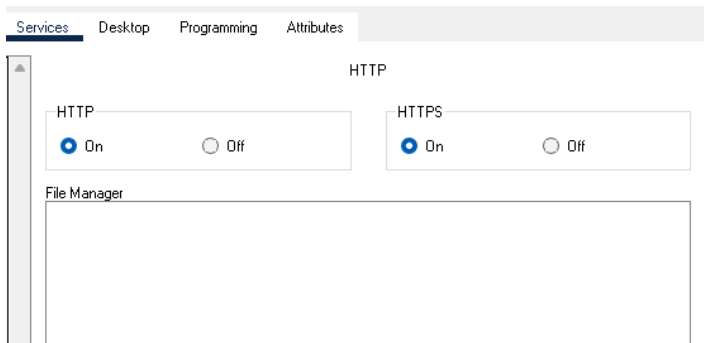 Services Desktop Programming Attributes
HTTP
HTTP HTTPS
On Off On Off
File Manager